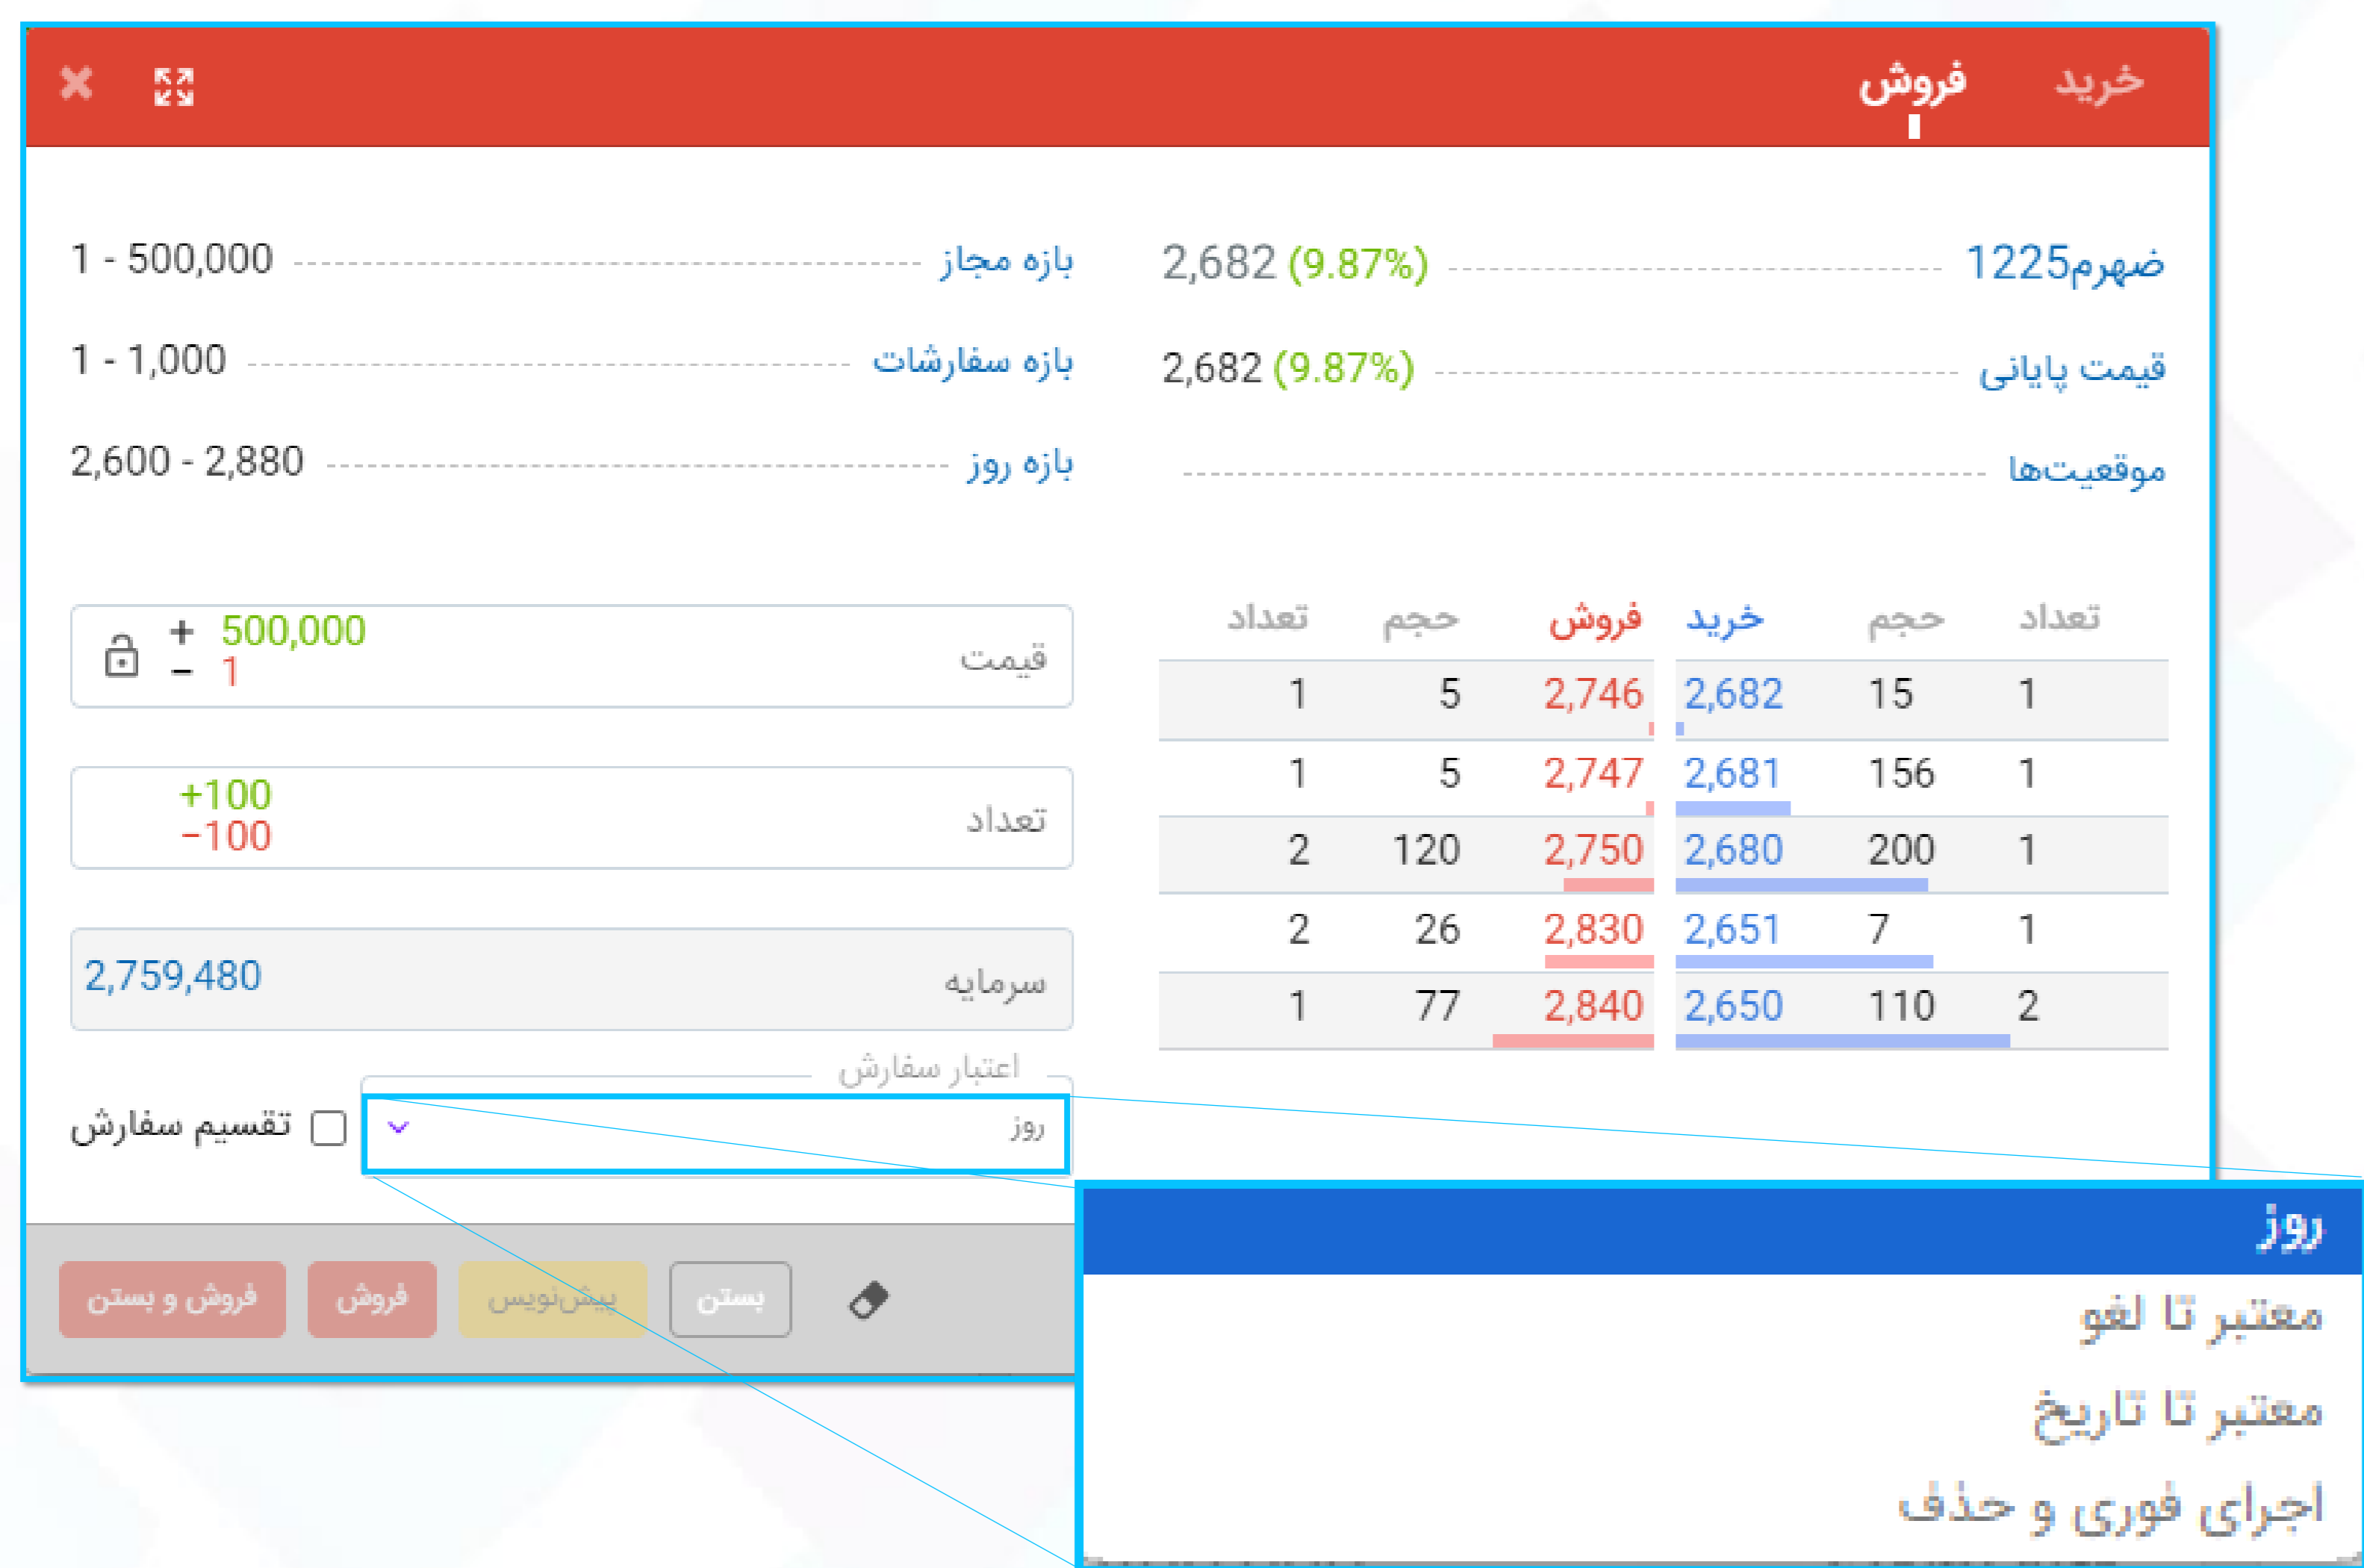 خرید فروش
ضهرم1225 2,682 (9.87%)
قیمت پایانی 2,682 (9.87%)
موقعیت‌ها
بازه مجاز 1 - 500,000
بازه سفارشات 1 - 1,000
بازه روز 2,600 - 2,880
تعداد حجم خرید فروش حجم تعداد
1 15 2,682 2,746 5 1
1 156 2,681 2,747 5 1
1 200 2,680 2,750 120 2
1 7 2,651 2,830 26 2
2 110 2,650 2,840 77 1
قیمت
+ 500,000
− 1
تعداد
+100
−100
سرمایه 2,759,480
اعتبار سفارش
روز
تقسیم سفارش
بستن پیش‌نویس فروش فروش و بستن
روز
معتبر تا لغو
معتبر تا تاریخ
اجرای فوری و حذف